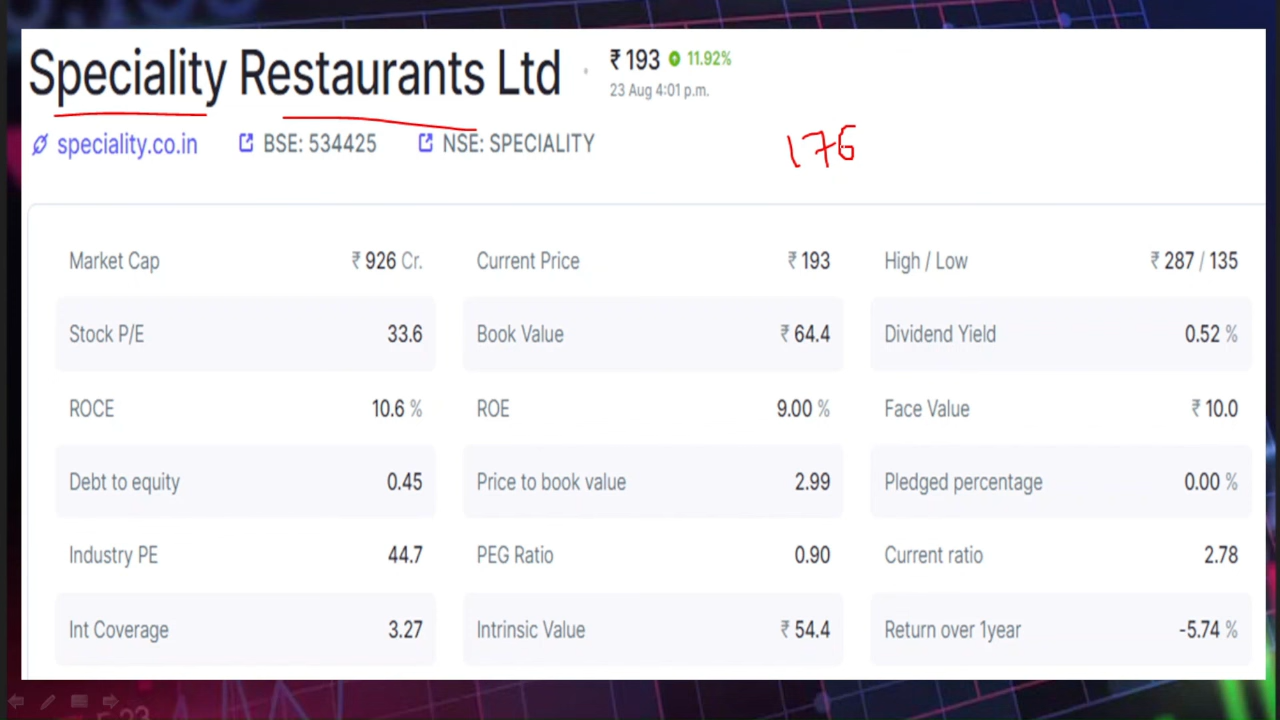 Speciality Restaurants Ltd
₹ 193 11.92%
23 Aug 4:01 p.m.
speciality.co.in BSE: 534425 NSE: SPECIALITY
176
Market Cap ₹ 926 Cr. Current Price ₹ 193 High / Low ₹ 287 / 135
Stock P/E 33.6 Book Value ₹ 64.4 Dividend Yield 0.52 %
ROCE 10.6 % ROE 9.00 % Face Value ₹ 10.0
Debt to equity 0.45 Price to book value 2.99 Pledged percentage 0.00 %
Industry PE 44.7 PEG Ratio 0.90 Current ratio 2.78
Int Coverage 3.27 Intrinsic Value ₹ 54.4 Return over 1year -5.74 %